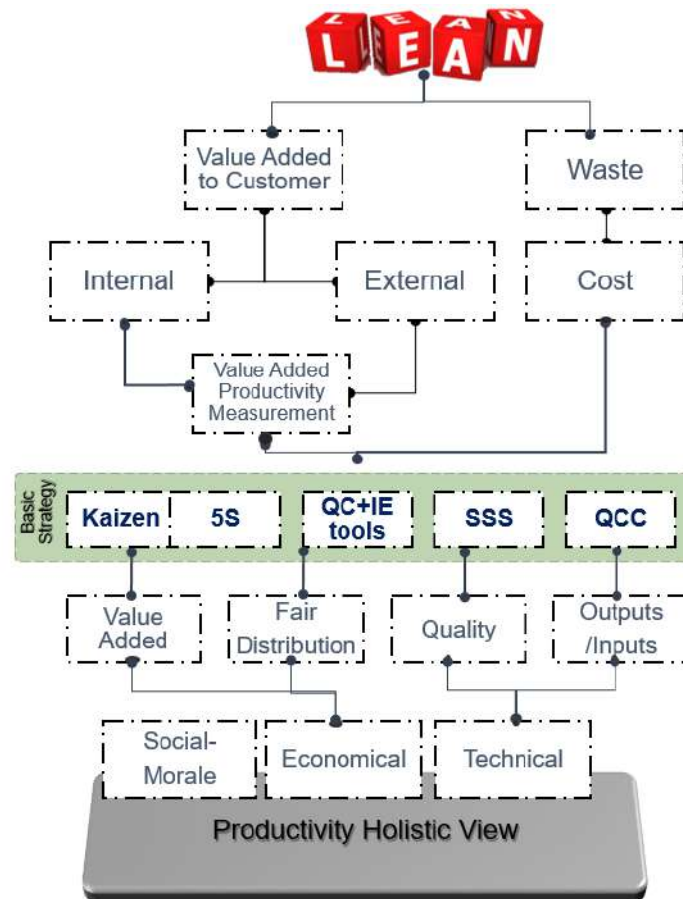 LEAN
Value Added
to Customer
Waste
Internal
External
Cost
Value Added
Productivity
Measurement
Basic
Strategy
Kaizen
5S
QC+IE
tools
SSS
QCC
Value
Added
Fair
Distribution
Quality
Outputs
/Inputs
Social-
Morale
Economical
Technical
Productivity Holistic View